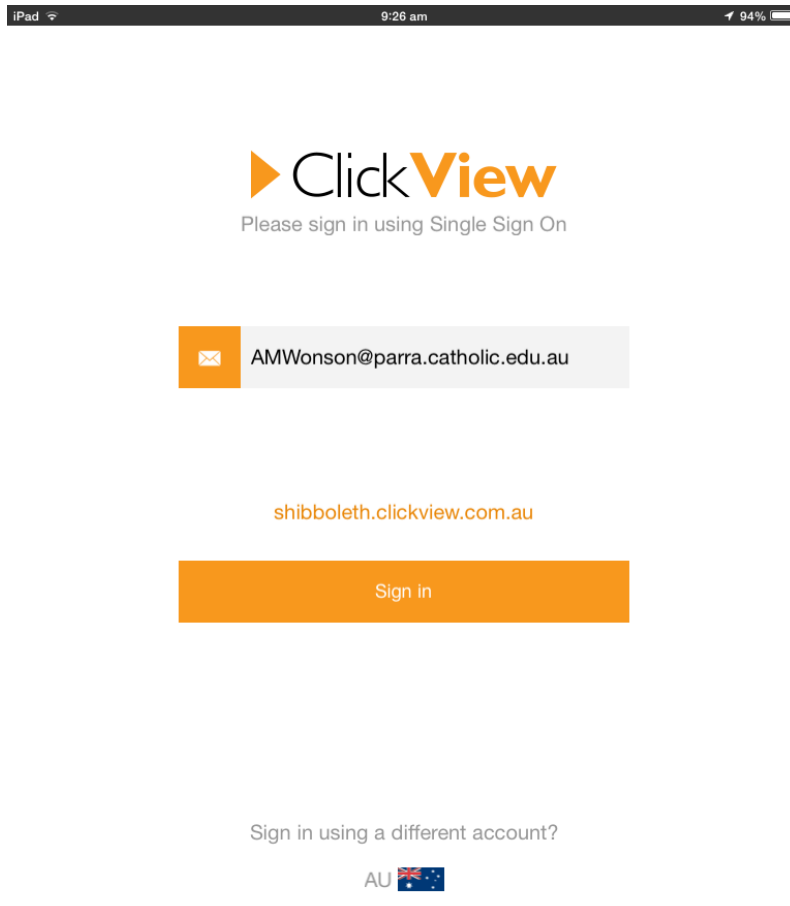 iPad 9:26 am 94%
ClickView
Please sign in using Single Sign On
AMWonson@parra.catholic.edu.au
shibboleth.clickview.com.au
Sign in
Sign in using a different account?
AU